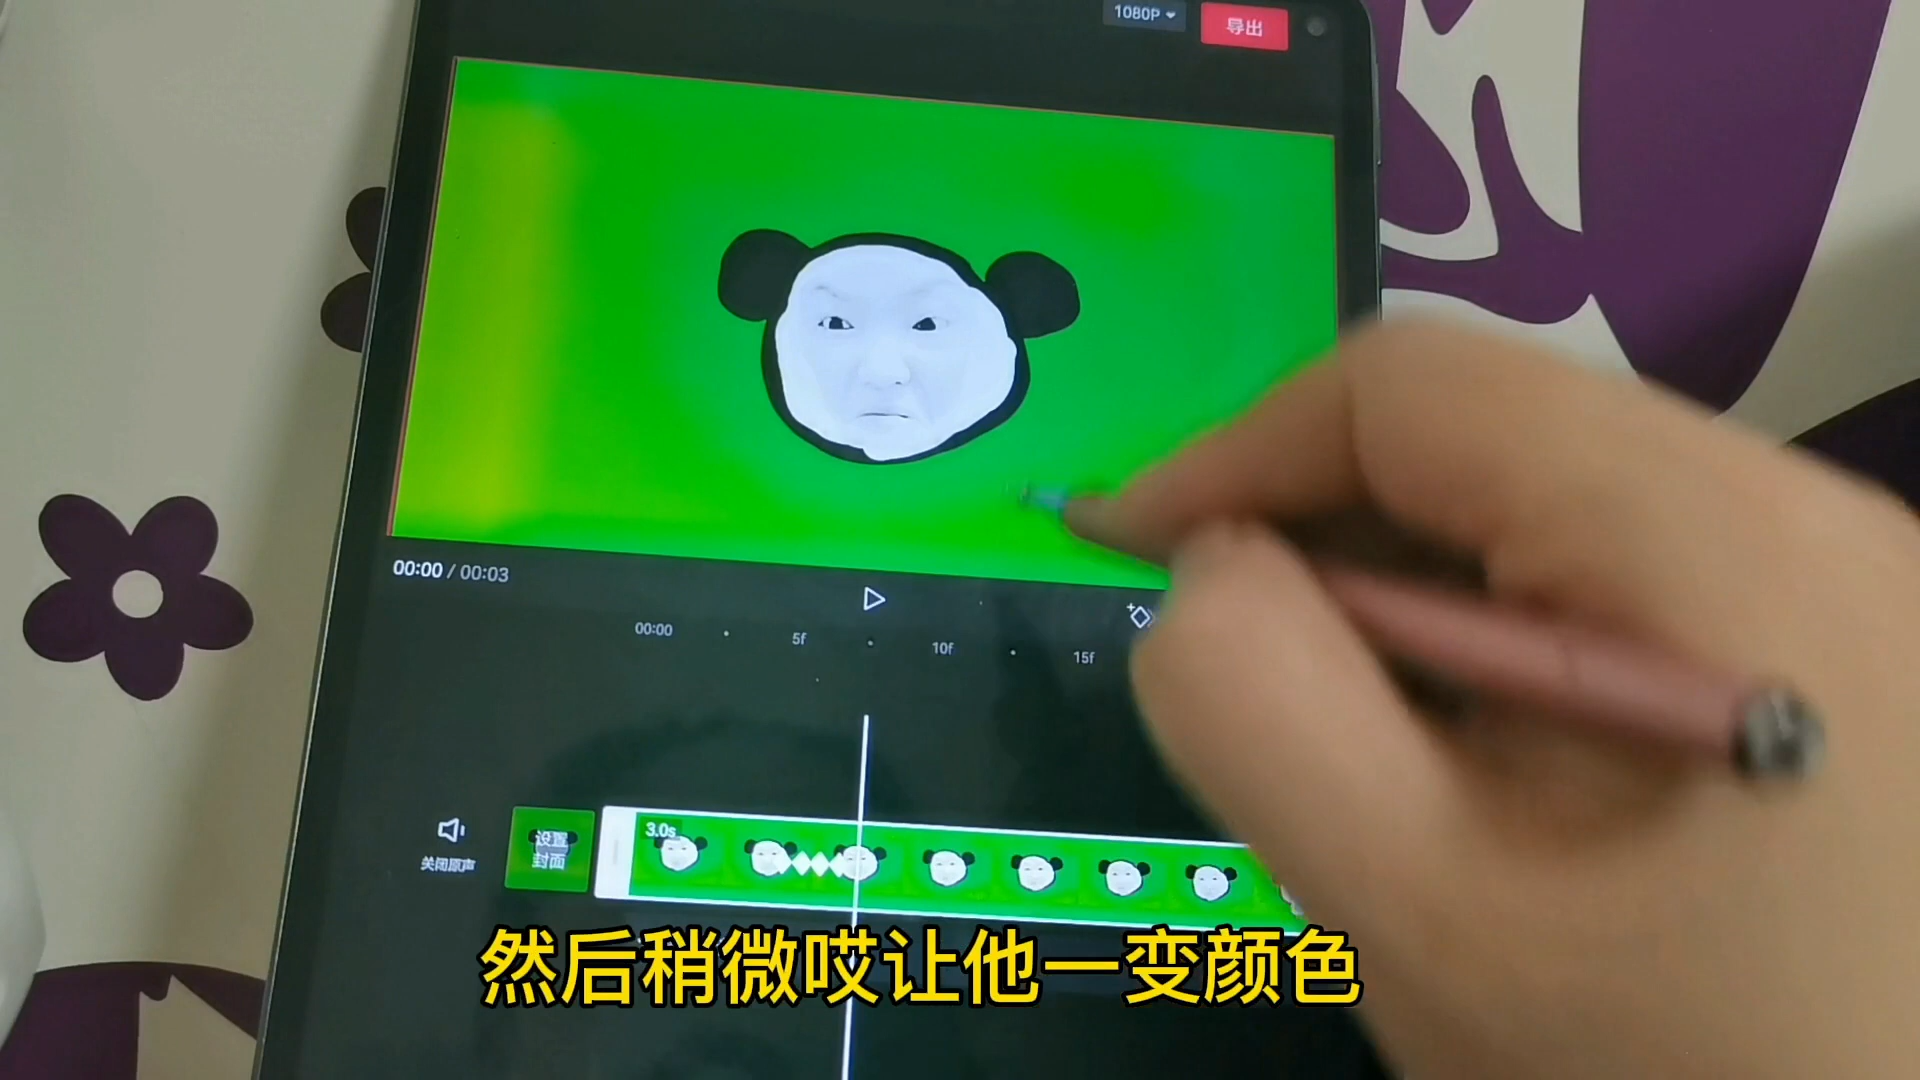 1080P
导出
00:00 / 00:03
00:00
5f
10f
15f
3.0s
设置
封面
关闭原声
然后稍微哎让他一变颜色